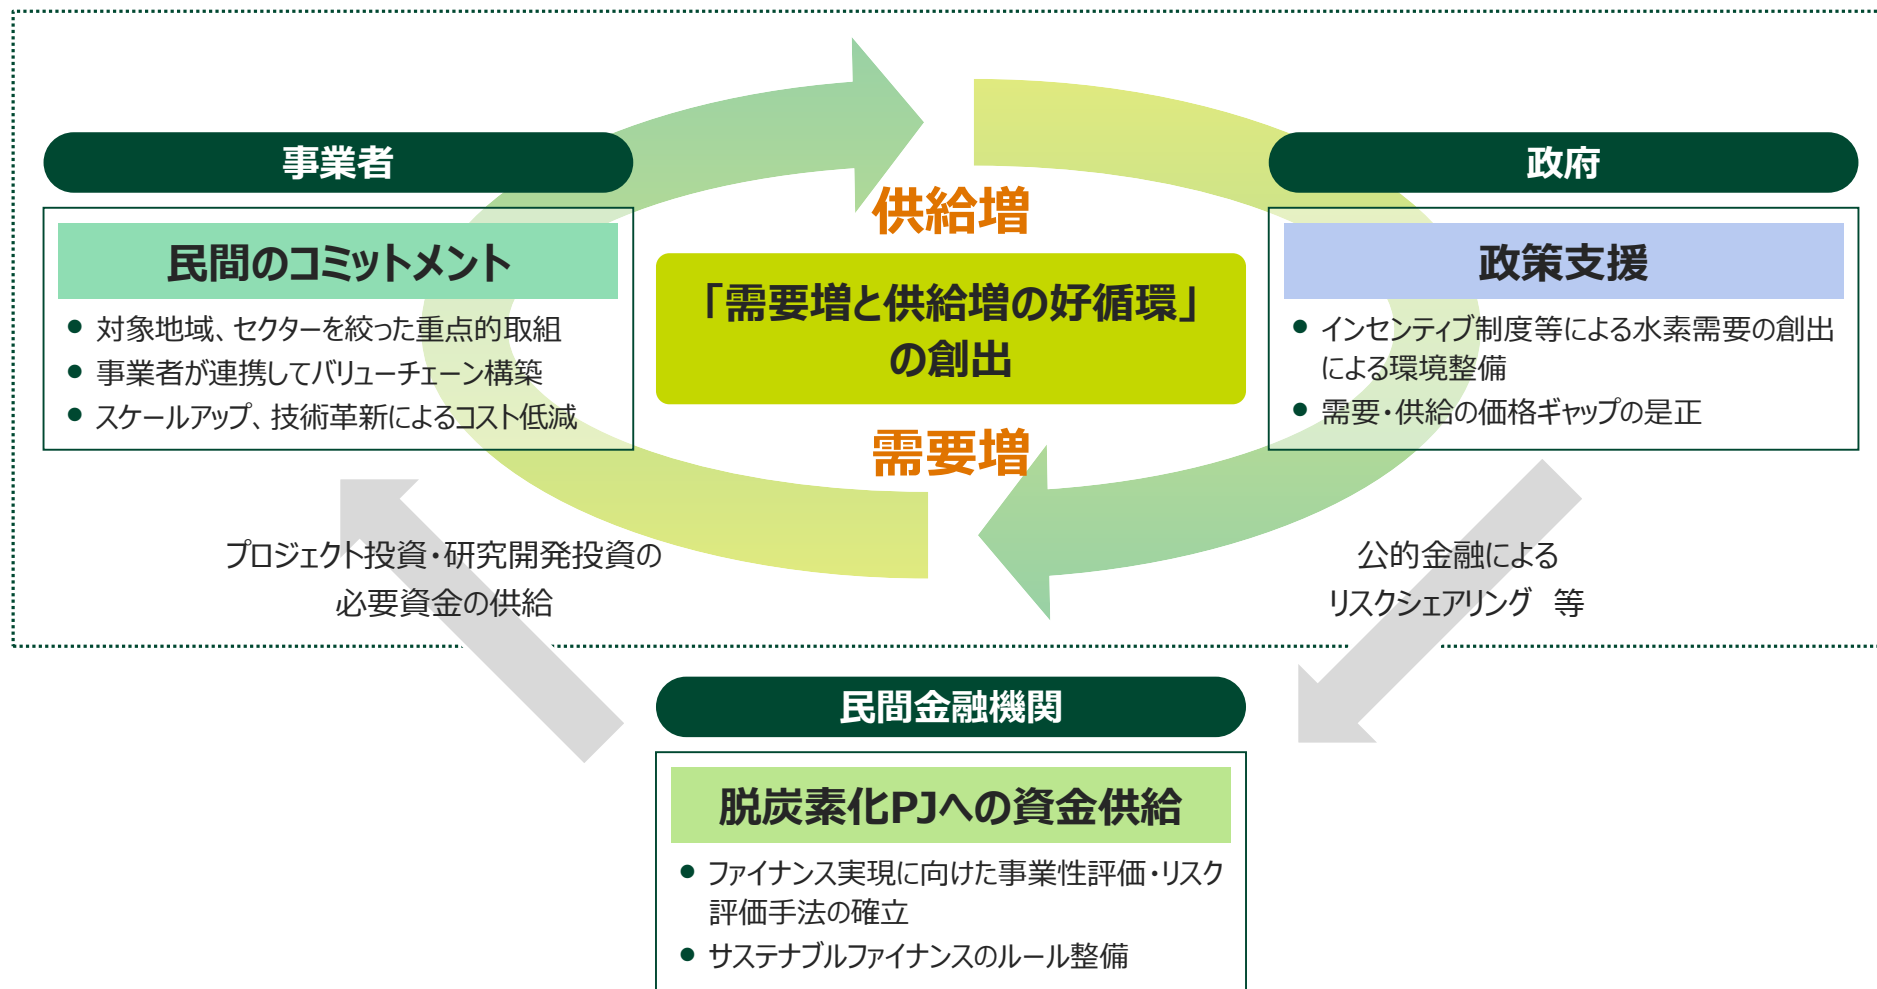 事業者
民間のコミットメント
● 対象地域、セクターを絞った重点的取組
● 事業者が連携してバリューチェーン構築
● スケールアップ、技術革新によるコスト低減
供給増
「需要増と供給増の好循環」
の創出
需要増
政府
政策支援
● インセンティブ制度等による水素需要の創出
による環境整備
● 需要・供給の価格ギャップの是正
プロジェクト投資・研究開発投資の
必要資金の供給
公的金融による
リスクシェアリング　等
民間金融機関
脱炭素化PJへの資金供給
● ファイナンス実現に向けた事業性評価・リスク
評価手法の確立
● サステナブルファイナンスのルール整備